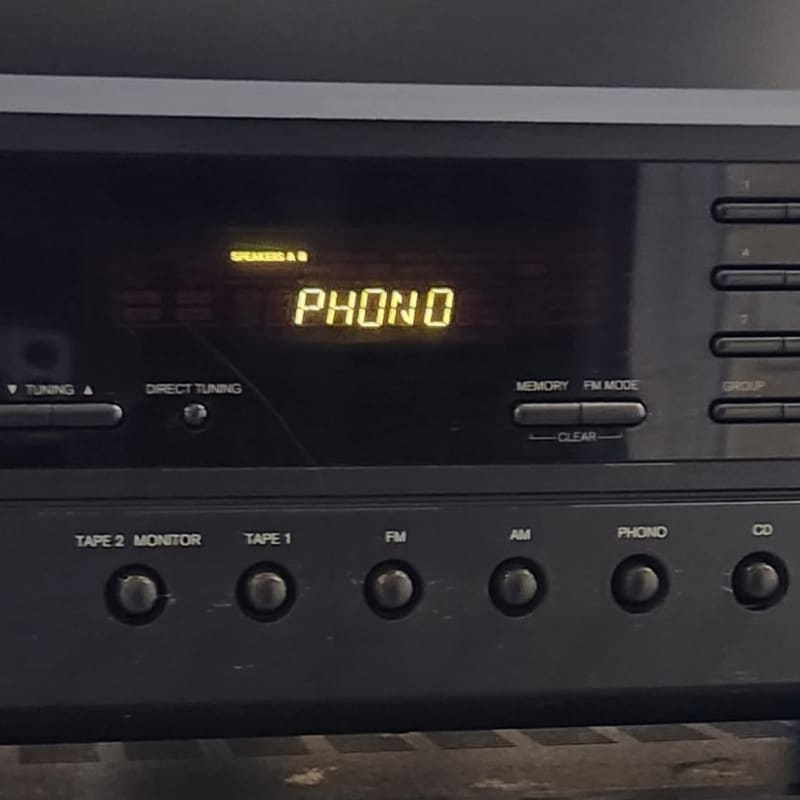 1
SPEAKERS A B
4
PHONO
7
▼ TUNING ▲ DIRECT TUNING MEMORY FM MODE GROUP
CLEAR
TAPE 2 MONITOR TAPE 1 FM AM PHONO CD